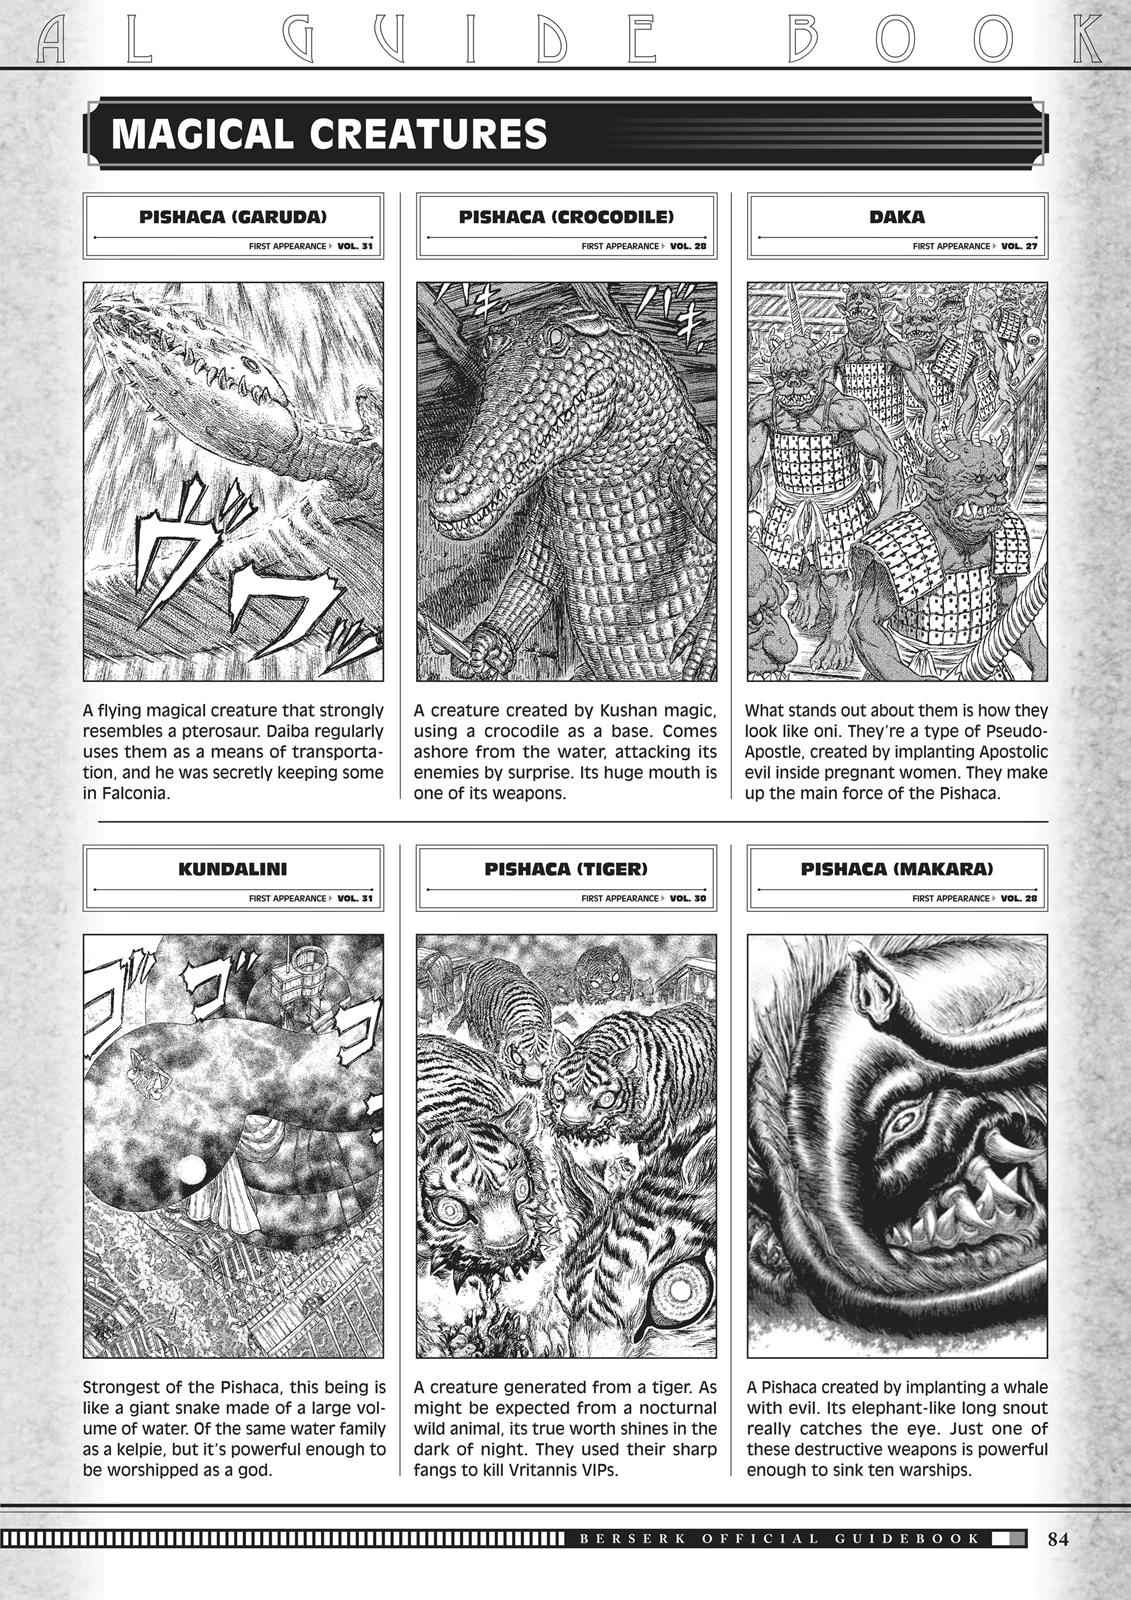 AL GUIDE BOOK
MAGICAL CREATURES
PISHACA (GARUDA)
FIRST APPEARANCE ▸ VOL. 31
PISHACA (CROCODILE)
FIRST APPEARANCE ▸ VOL. 28
DAKA
FIRST APPEARANCE ▸ VOL. 27
ヴ
ワ
A flying magical creature that strongly
resembles a pterosaur. Daiba regularly
uses them as a means of transporta-
tion, and he was secretly keeping some
in Falconia.
A creature created by Kushan magic,
using a crocodile as a base. Comes
ashore from the water, attacking its
enemies by surprise. Its huge mouth is
one of its weapons.
What stands out about them is how they
look like oni. They're a type of Pseudo-
Apostle, created by implanting Apostolic
evil inside pregnant women. They make
up the main force of the Pishaca.
KUNDALINI
FIRST APPEARANCE ▸ VOL. 31
PISHACA (TIGER)
FIRST APPEARANCE ▸ VOL. 30
PISHACA (MAKARA)
FIRST APPEARANCE ▸ VOL. 28
ゴ ゴ ゴ
Strongest of the Pishaca, this being is
like a giant snake made of a large vol-
ume of water. Of the same water family
as a kelpie, but it's powerful enough to
be worshipped as a god.
A creature generated from a tiger. As
might be expected from a nocturnal
wild animal, its true worth shines in the
dark of night. They used their sharp
fangs to kill Vritannis VIPs.
A Pishaca created by implanting a whale
with evil. Its elephant-like long snout
really catches the eye. Just one of
these destructive weapons is powerful
enough to sink ten warships.
BERSERK OFFICIAL GUIDEBOOK
84